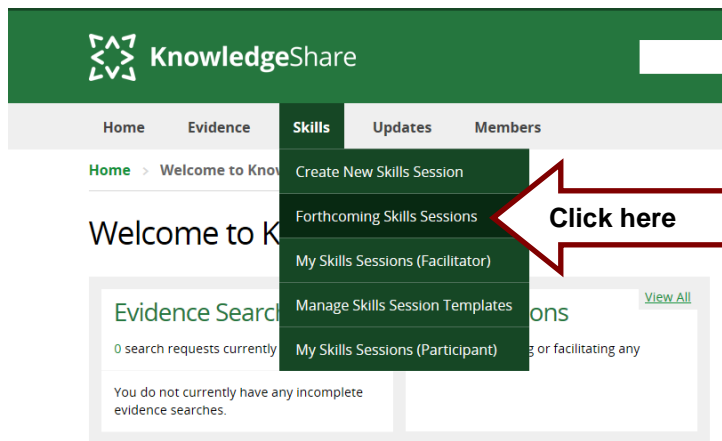 KnowledgeShare
Home Evidence Skills Updates Members
Home > Welcome to Know
Create New Skills Session
Forthcoming Skills Sessions
Click here
Welcome to K
My Skills Sessions (Facilitator)
Manage Skills Session Templates
My Skills Sessions (Participant)
View All
Evidence Searc
ons
0 search requests currently
g or facilitating any
You do not currently have any incomplete
evidence searches.